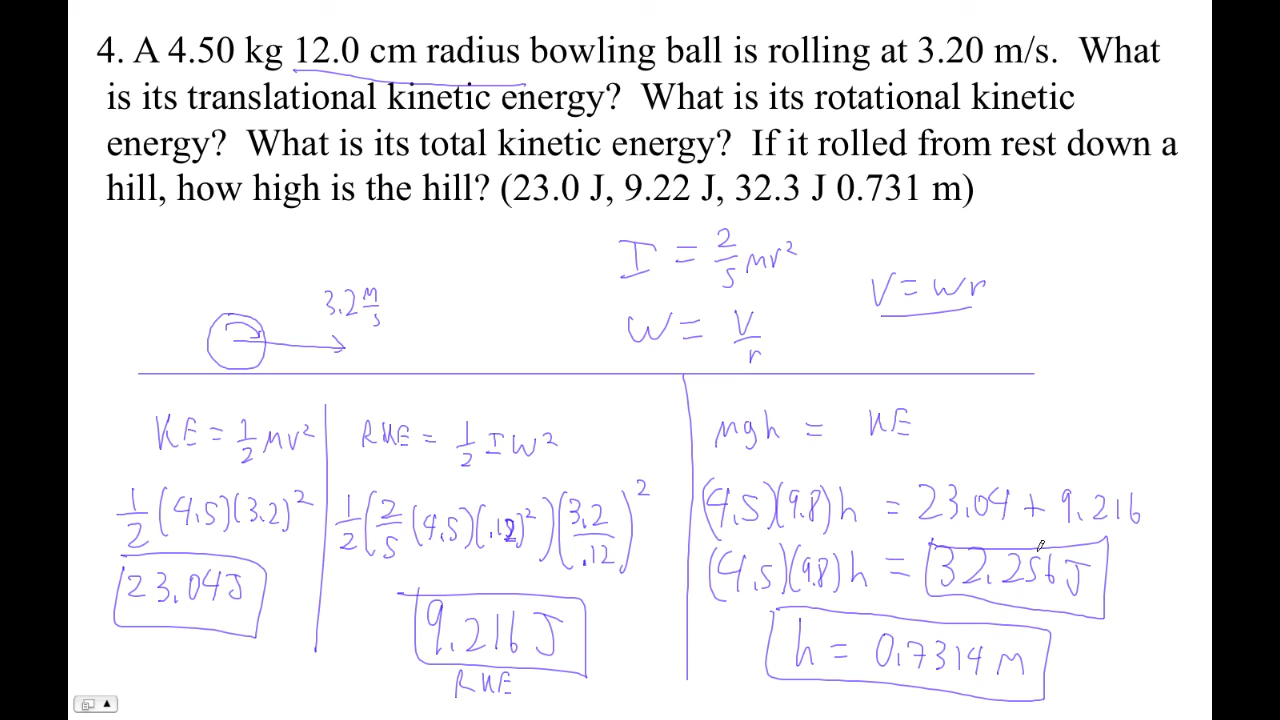 4. A 4.50 kg 12.0 cm radius bowling ball is rolling at 3.20 m/s. What
is its translational kinetic energy? What is its rotational kinetic
energy? What is its total kinetic energy? If it rolled from rest down a
hill, how high is the hill? (23.0 J, 9.22 J, 32.3 J 0.731 m)
I = 2/5 mr²
V = wr
3.2 m/s
w = V/r
KE = 1/2 mv²
1/2 (4.5)(3.2)²
23.04 J
RKE = 1/2 I w²
1/2 (2/5 (4.5)(.12)²)(3.2/.12)²
9.216 J
RKE
mgh = KE
(4.5)(9.8)h = 23.04 + 9.216
(4.5)(9.8)h = 32.256 J
h = 0.7314 m